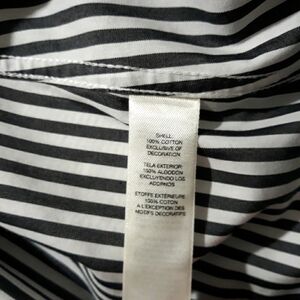 SHELL:
100% COTTON
EXCLUSIVE OF
DECORATION
TELA EXTERIOR:
100% ALGODON
EXCLUYENDO LOS
ADORNOS
ETOFFE EXTÉRIEURE:
100% COTON
A L'EXCEPTION DES
MOTIFS DECORATIFS